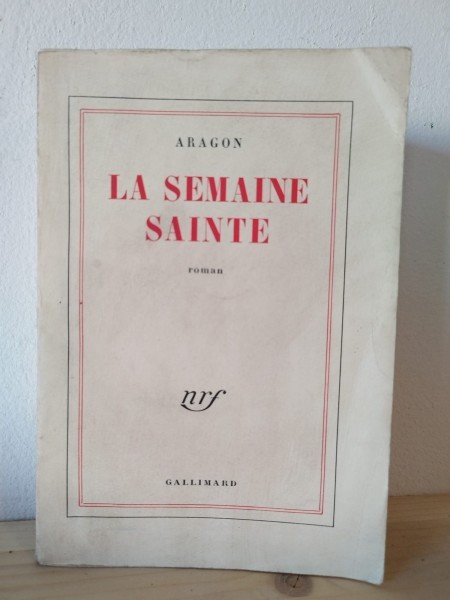 ARAGON
LA SEMAINE
SAINTE
roman
nrf
GALLIMARD